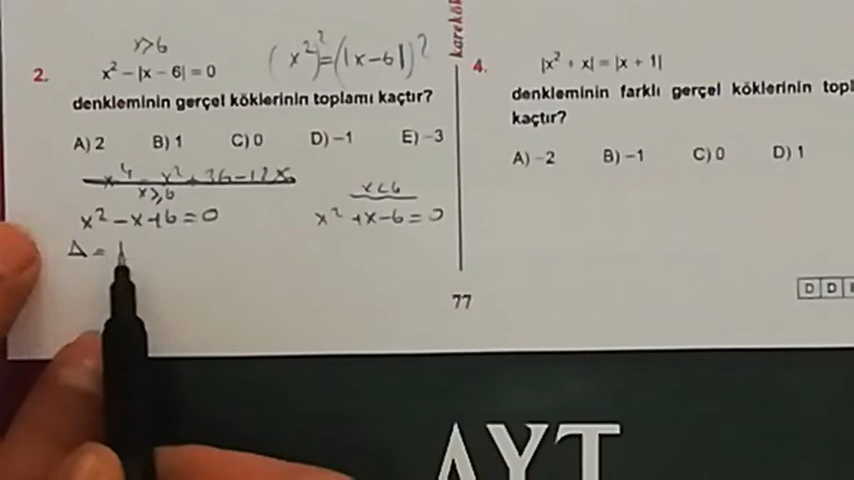 x>6
(x²)²=(|x-6|)²
2.
x² − |x − 6| = 0
denkleminin gerçel köklerinin toplamı kaçtır?
A) 2 B) 1 C) 0 D) −1 E) −3
x⁴ - x² + 36 - 12x
x≥6
x² - x + 6 = 0
Δ =
x<6
x² + x - 6 = 0
karekök
4.
|x² + x| = |x + 1|
denkleminin farklı gerçel köklerinin topl
kaçtır?
A) −2 B) −1 C) 0 D) 1
77
D D
AYT